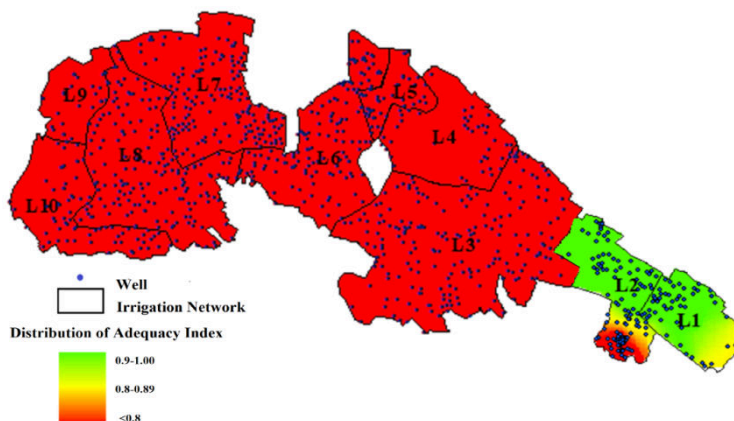 L9
L7
L5
L4
L8
L6
L10
L3
L2
L1
Well
Irrigation Network
Distribution of Adequacy Index
0.9-1.00
0.8-0.89
<0.8